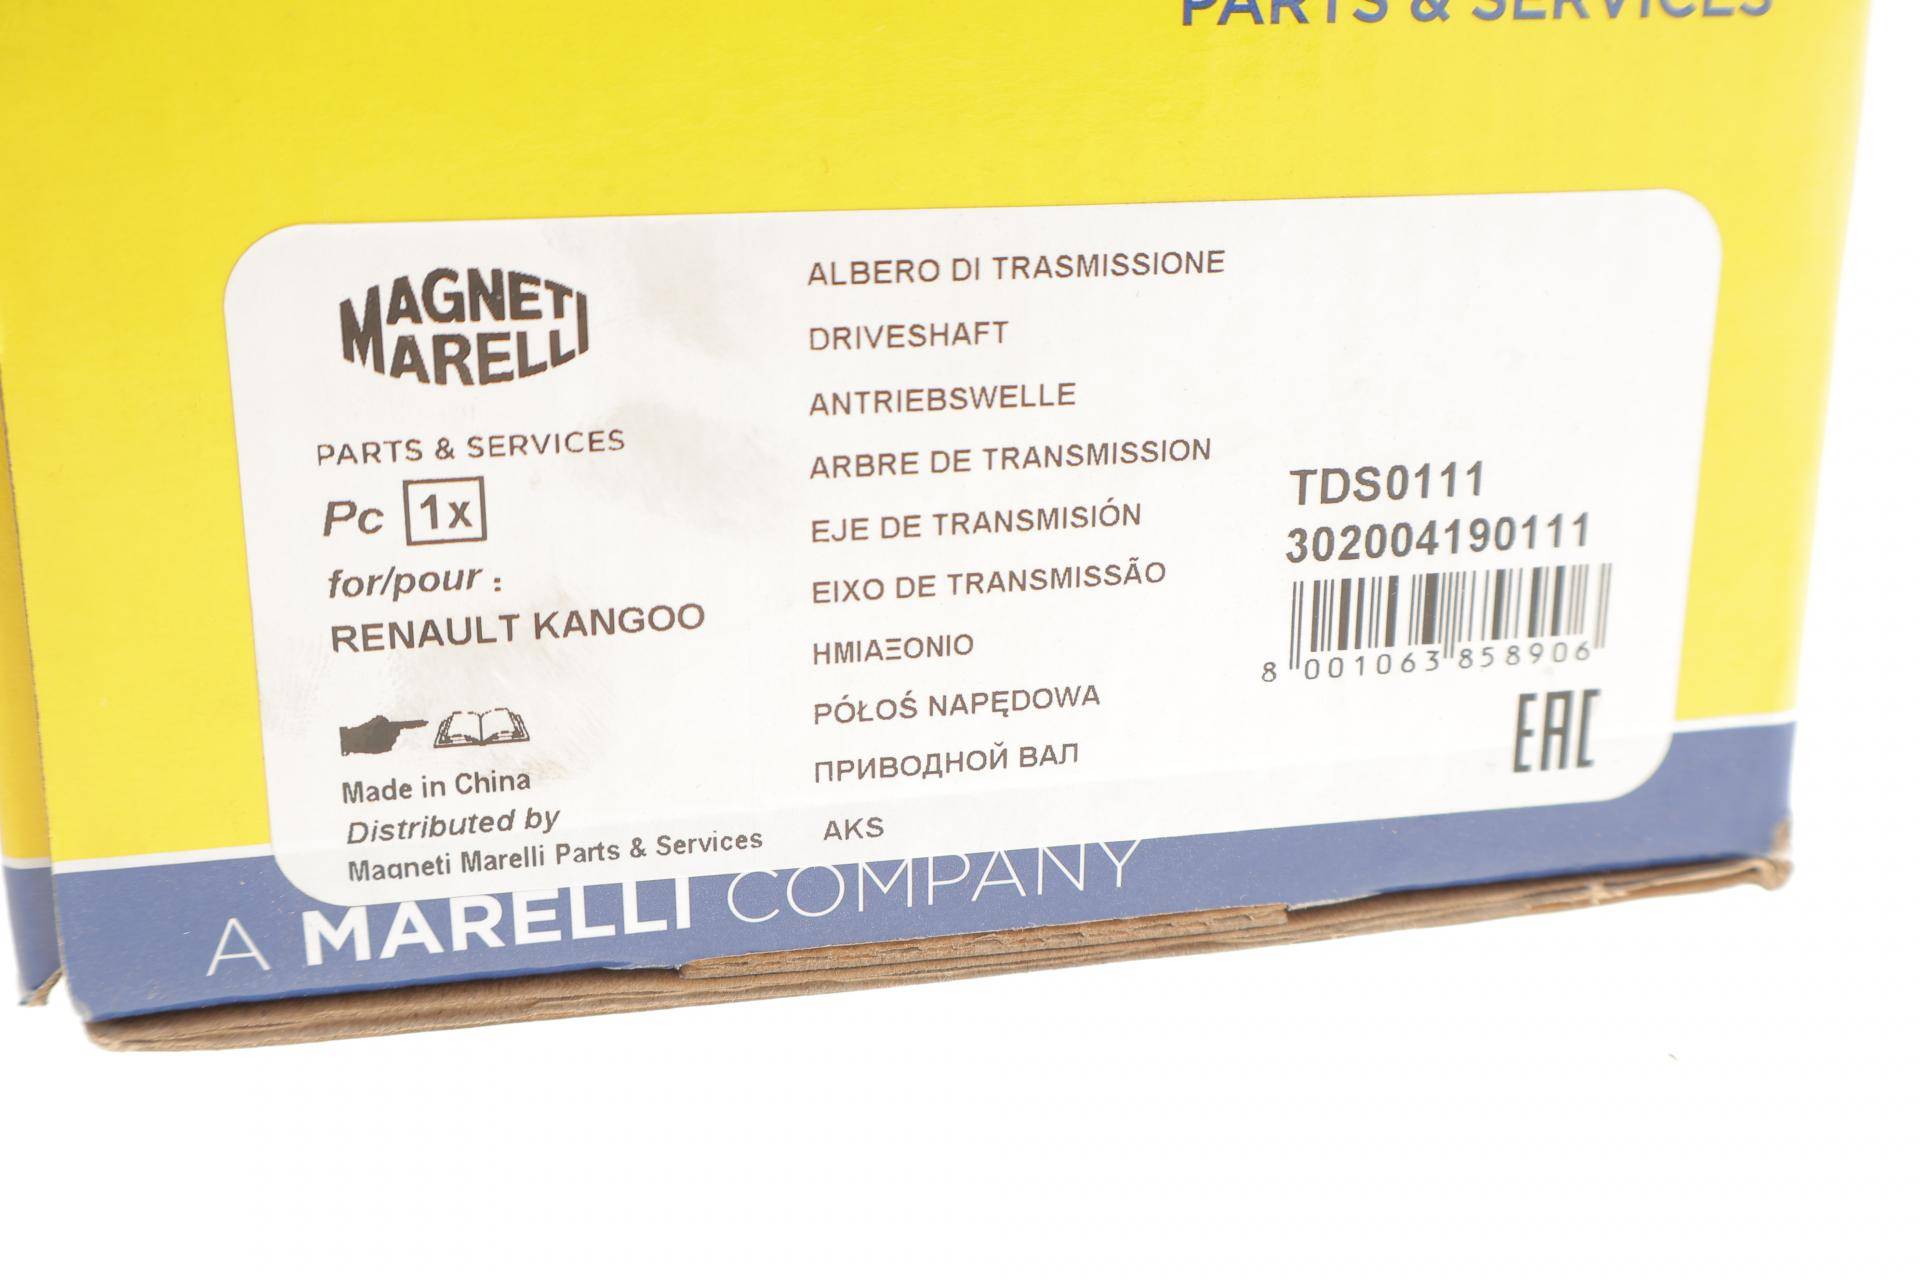 PARTS & SERVICES
MAGNETI
MARELLI
PARTS & SERVICES
Pc 1x
for/pour :
RENAULT KANGOO
Made in China
Distributed by
Magneti Marelli Parts & Services
ALBERO DI TRASMISSIONE
DRIVESHAFT
ANTRIEBSWELLE
ARBRE DE TRANSMISSION
EJE DE TRANSMISIÓN
EIXO DE TRANSMISSÃO
ΗΜΙΑΞΟΝΙΟ
PÓŁOŚ NAPĘDOWA
ПРИВОДНОЙ ВАЛ
AKS
TDS0111
302004190111
8 001063 858906
EAC
A MARELLI COMPANY